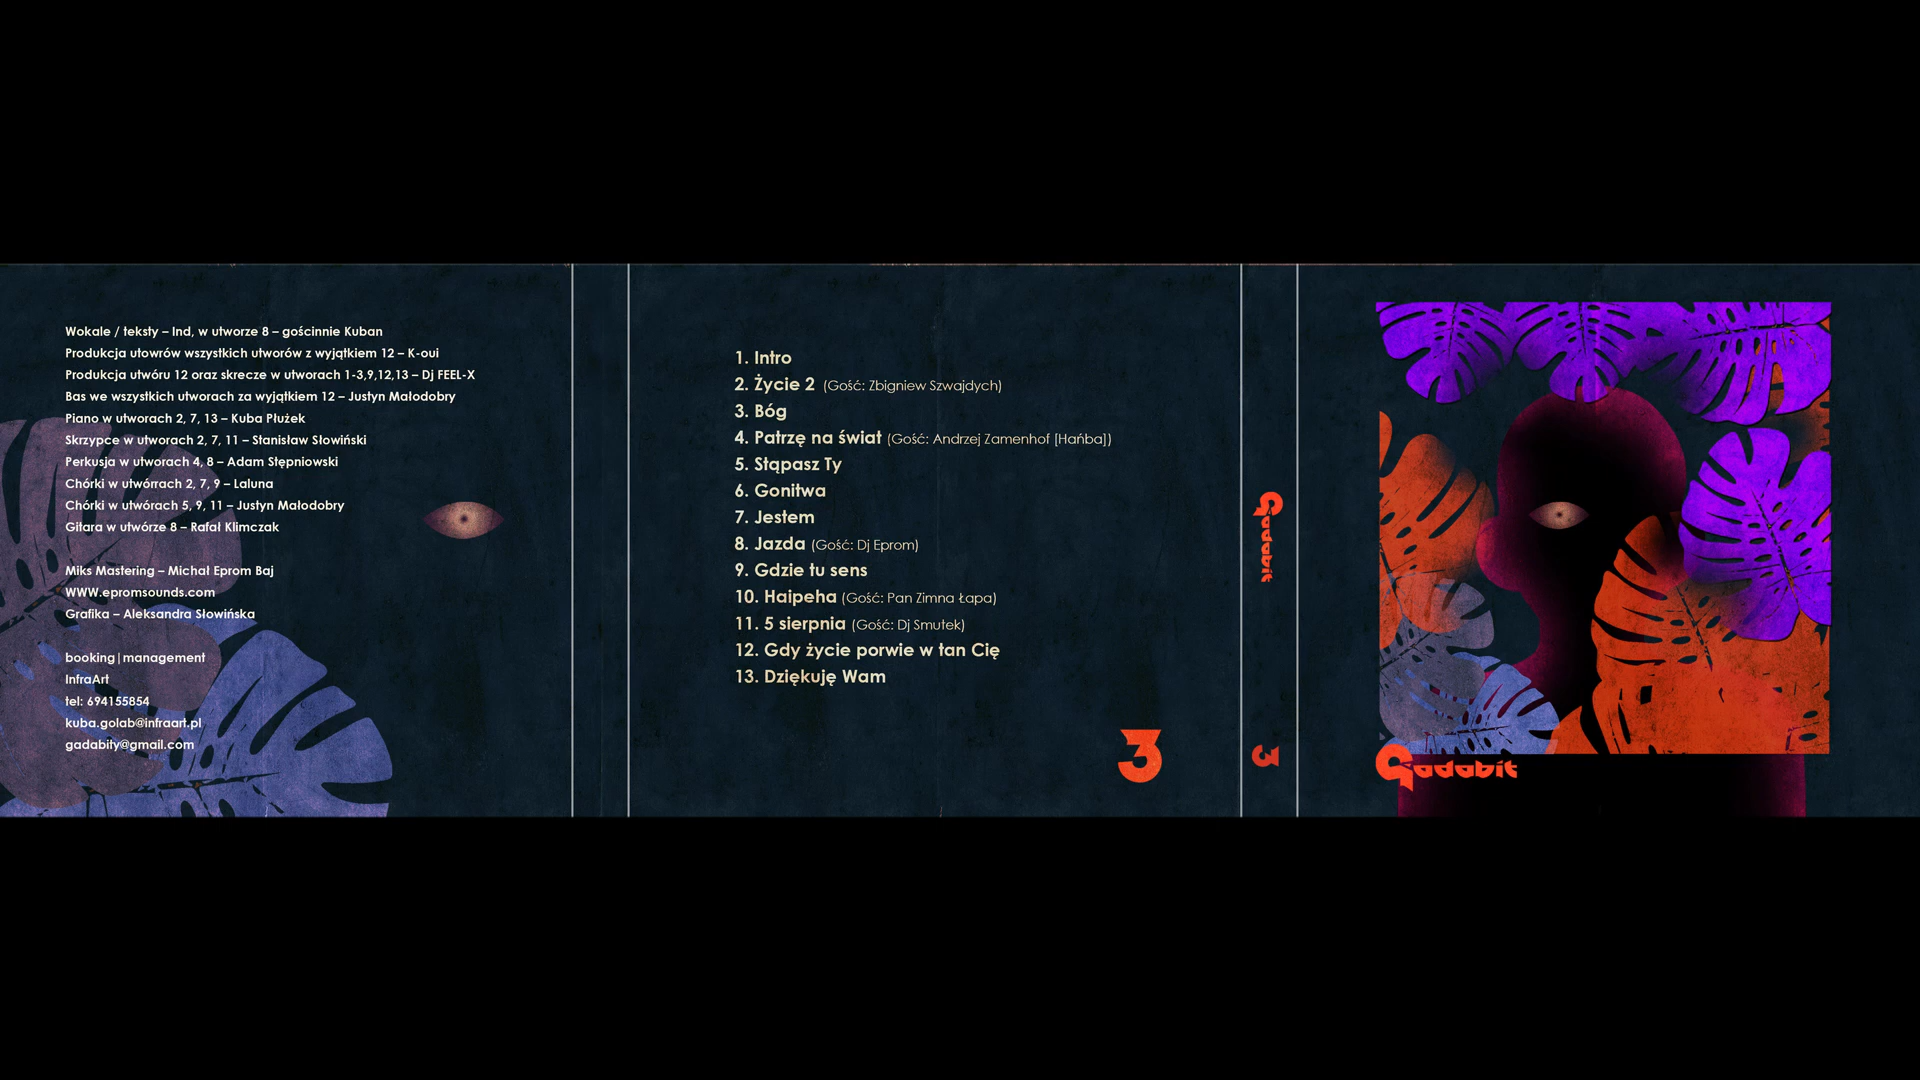 Wokale / teksty – Ind, w utworze 8 – gościnnie Kuban
Produkcja utowrów wszystkich utworów z wyjątkiem 12 – K-oui
Produkcja utwóru 12 oraz skrecze w utworach 1-3,9,12,13 – Dj FEEL-X
Bas we wszystkich utworach za wyjątkiem 12 – Justyn Małodobry
Piano w utworach 2, 7, 13 – Kuba Płużek
Skrzypce w utworach 2, 7, 11 – Stanisław Słowiński
Perkusja w utworach 4, 8 – Adam Stępniowski
Chórki w utwórrach 2, 7, 9 – Laluna
Chórki w utwórach 5, 9, 11 – Justyn Małodobry
Gitara w utwórze 8 – Rafał Klimczak
Miks Mastering – Michał Eprom Baj
WWW.epromsounds.com
Grafika – Aleksandra Słowińska
booking|management
InfraArt
tel: 694155854
kuba.golab@infraart.pl
gadabity@gmail.com
1. Intro
2. Życie 2 (Gość: Zbigniew Szwajdych)
3. Bóg
4. Patrzę na świat (Gość: Andrzej Zamenhof [Hańba])
5. Stąpasz Ty
6. Gonitwa
7. Jestem
8. Jazda (Gość: Dj Eprom)
9. Gdzie tu sens
10. Haipeha (Gość: Pan Zimna Łapa)
11. 5 sierpnia (Gość: Dj Smutek)
12. Gdy życie porwie w tan Cię
13. Dziękuję Wam
3
Gadabit
3
Gadabit